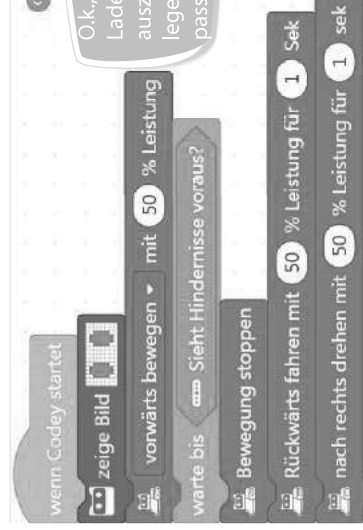 wenn Codey startet
zeige Bild
vorwärts bewegen mit 50 % Leistung
warte bis Sieht Hindernisse voraus?
Bewegung stoppen
Rückwärts fahren mit 50 % Leistung für 1 Sek
nach rechts drehen mit 50 % Leistung für 1 sek
O.k.,
Lade
ausz
lege
pass